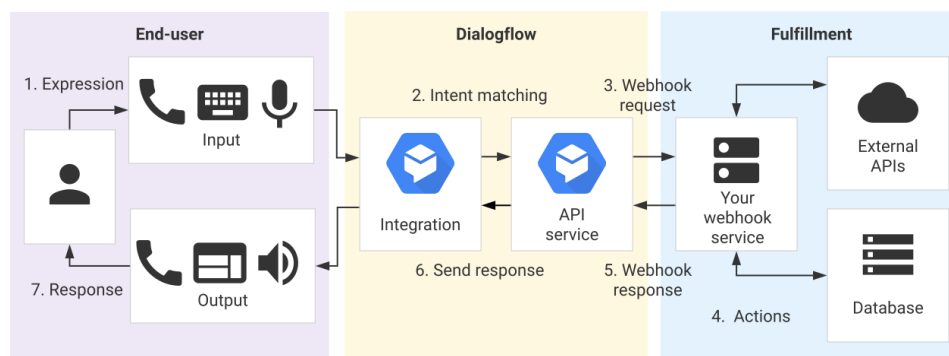 End-user
Dialogflow
Fulfillment
1. Expression
Input
2. Intent matching
3. Webhook
request
External
APIs
Integration
API
service
Your
webhook
service
7. Response
Output
6. Send response
5. Webhook
response
4. Actions
Database